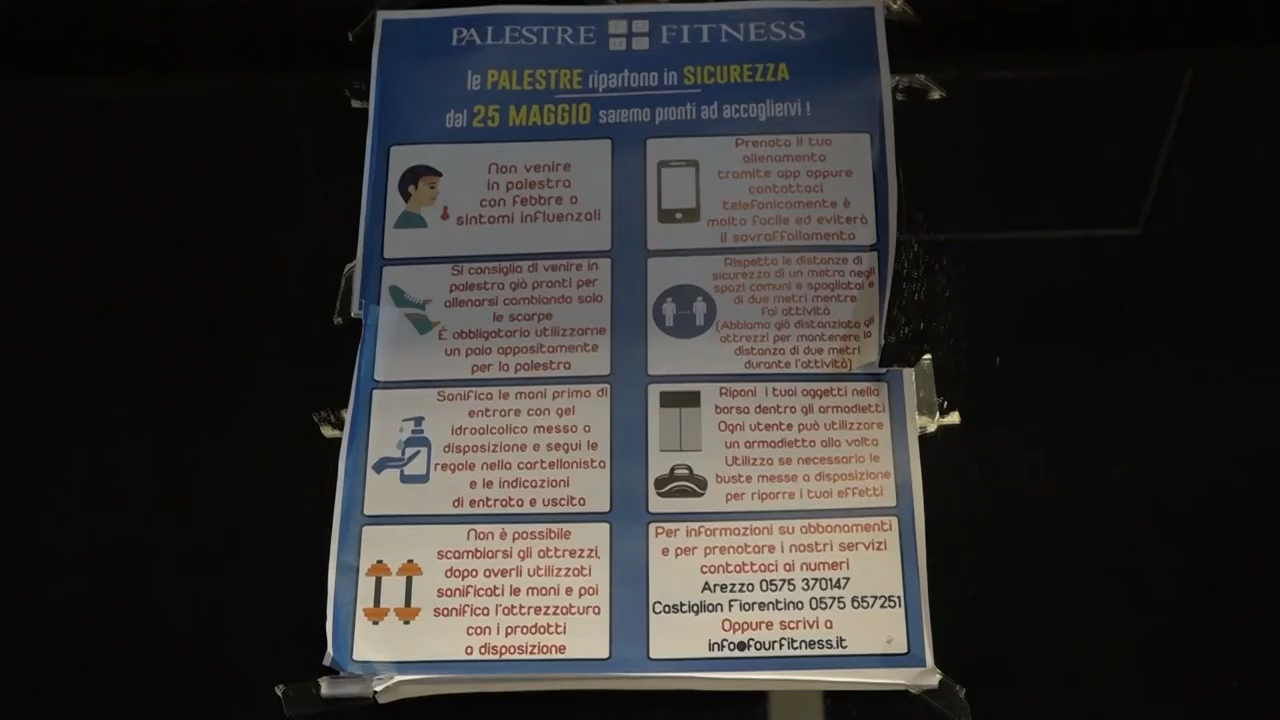 PALESTRE FITNESS
le PALESTRE ripartono in SICUREZZA
dal 25 MAGGIO saremo pronti ad accogliervi !
Non venire
in palestra
con febbre o
sintomi influenzali
Prenota il tuo
allenamento
tramite app oppure
contattaci
telefonicamente è
molto facile ed eviterà
il sovraffollamento
Si consiglia di venire in
palestra già pronti per
allenarsi cambiando solo
le scarpe
È obbligatorio utilizzarne
un paio appositamente
per la palestra
Rispetta le distanze di
sicurezza di un metro negli
spazi comuni e spogliatoi e
di due metri mentre
fai attività
(Abbiamo già distanziato gli
attrezzi per mantenere la
distanza di due metri
durante l'attività)
Sanifica le mani prima di
entrare con gel
idroalcolico messo a
disposizione e segui le
regole nella cartellonista
e le indicazioni
di entrata e uscita
Riponi i tuoi oggetti nella
borsa dentro gli armadietti
Ogni utente può utilizzare
un armadietto alla volta
Utilizza se necessario le
buste messe a disposizione
per riporre i tuoi effetti
Non è possibile
scambiarsi gli attrezzi,
dopo averli utilizzati
sanificati le mani e poi
sanifica l'attrezzatura
con i prodotti
a disposizione
Per informazioni su abbonamenti
e per prenotare i nostri servizi
contattaci ai numeri
Arezzo 0575 370147
Castiglion Fiorentino 0575 657251
Oppure scrivi a
info@fourfitness.it